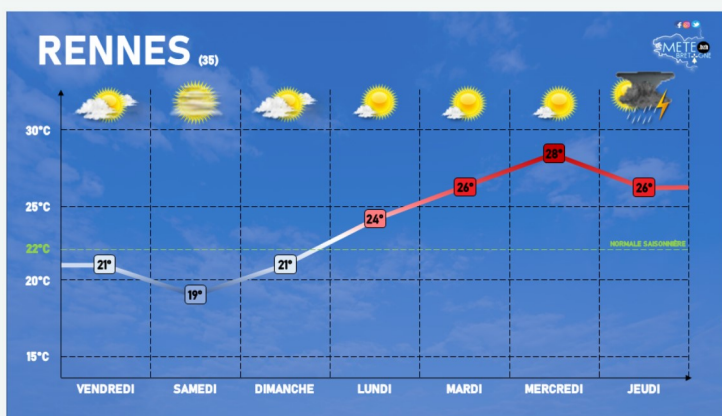 RENNES (35)
METEO
BRETAGNE
30°C
25°C
22°C
20°C
15°C
21°
19°
21°
24°
26°
28°
26°
NORMALE SAISONNIÈRE
VENDREDI SAMEDI DIMANCHE LUNDI MARDI MERCREDI JEUDI